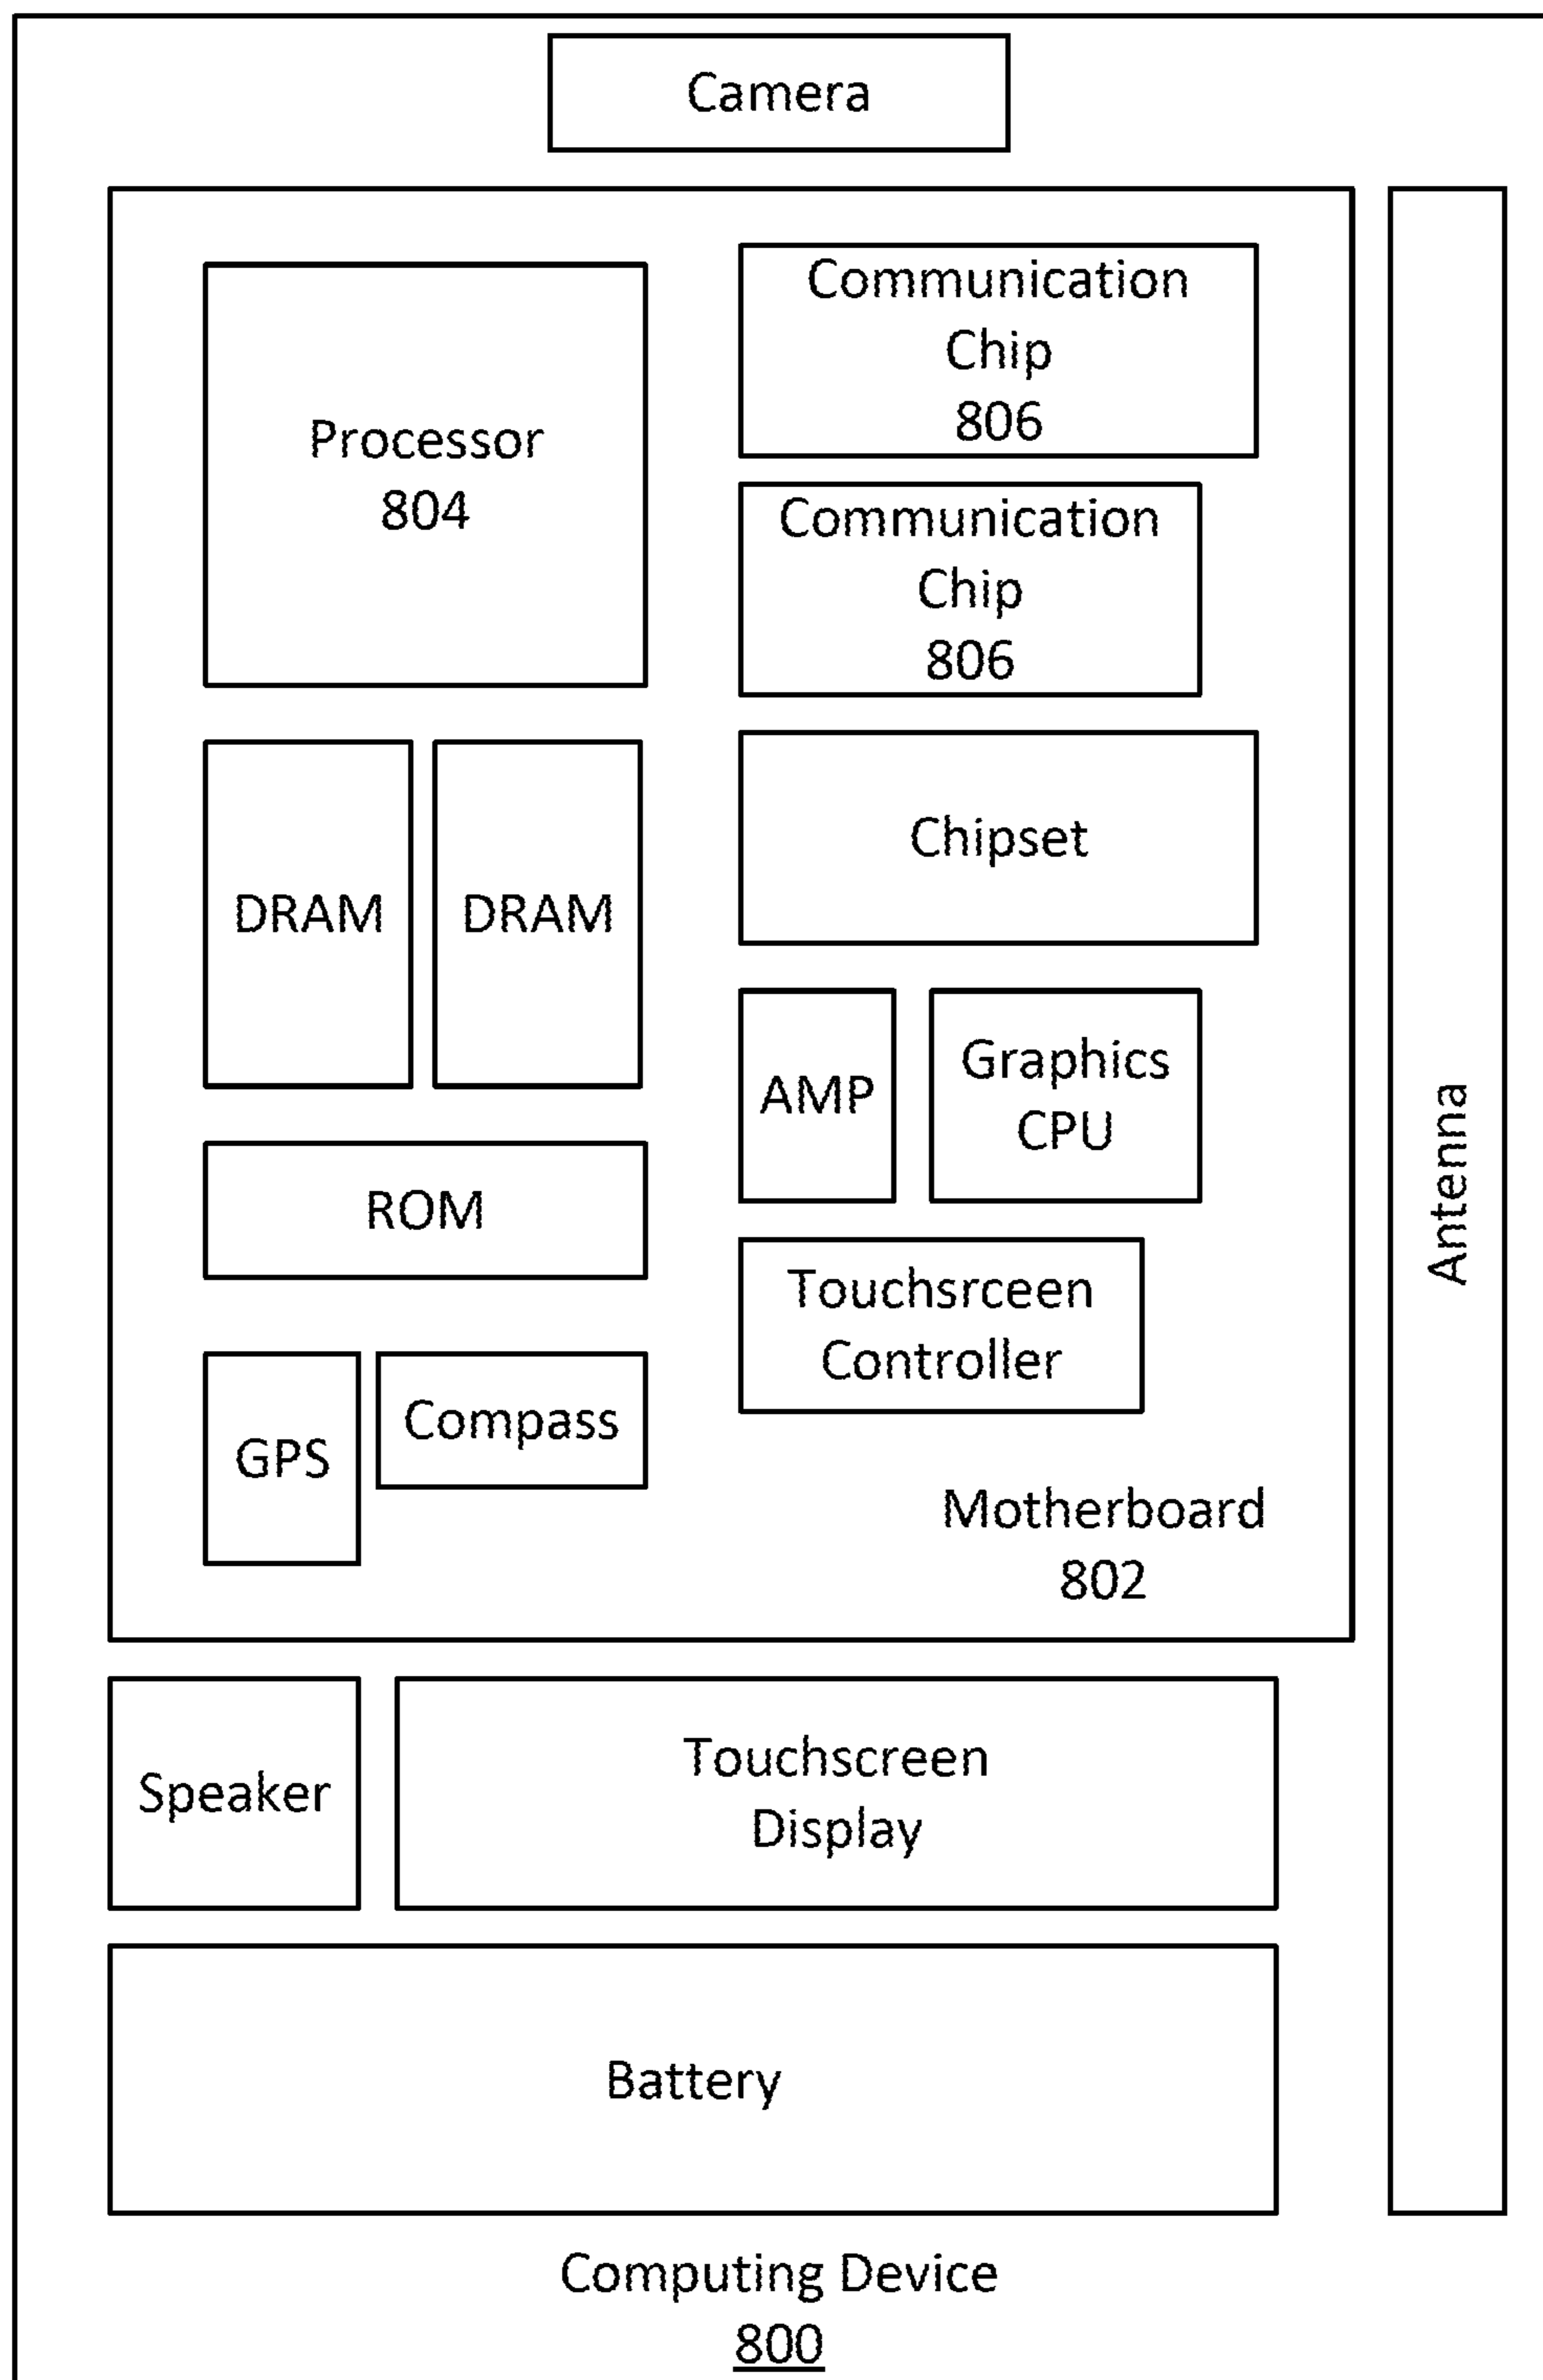 Camera
Processor
804
Communication
Chip
806
Communication
Chip
806
DRAM
DRAM
Chipset
AMP
Graphics
CPU
ROM
Touchsrceen
Controller
GPS
Compass
Motherboard
802
Antenna
Speaker
Touchscreen
Display
Battery
Computing Device
800